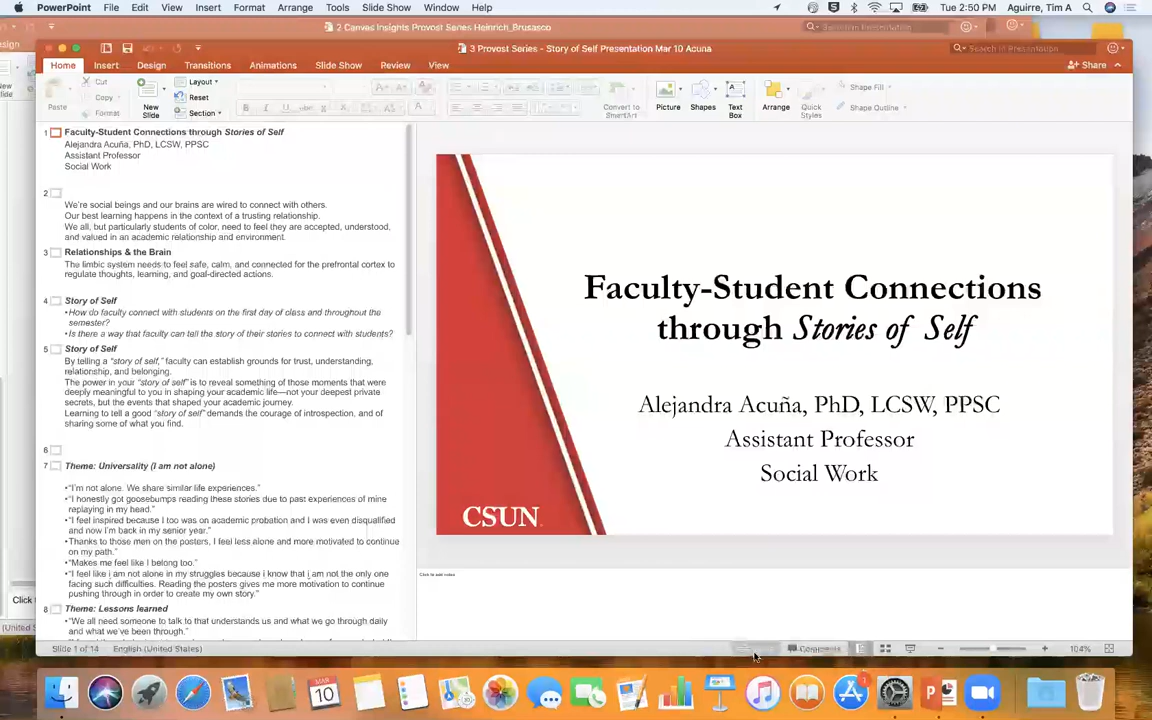 PowerPoint File Edit View Insert Format Arrange Tools Slide Show Window Help
Tue 2:50 PM Aguirre, Tim A
2 Canvas Insights Provost Series Heinrich_Brusasco
Search in Presentation
3 Provost Series - Story of Self Presentation Mar 10 Acuna
Search in Presentation
Home Insert Design Transitions Animations Slide Show Review View
Share
Paste
Cut
Copy
Format
New
Slide
Layout
Reset
Section
Convert to
SmartArt
Picture
Shapes
Text
Box
Arrange
Quick
Styles
Shape Fill
Shape Outline
1 Faculty-Student Connections through Stories of Self
Alejandra Acuña, PhD, LCSW, PPSC
Assistant Professor
Social Work
2
We're social beings and our brains are wired to connect with others.
Our best learning happens in the context of a trusting relationship.
We all, but particularly students of color, need to feel they are accepted, understood,
and valued in an academic relationship and environment.
3 Relationships & the Brain
The limbic system needs to feel safe, calm, and connected for the prefrontal cortex to
regulate thoughts, learning, and goal-directed actions.
4 Story of Self
•How do faculty connect with students on the first day of class and throughout the
semester?
•Is there a way that faculty can tell the story of their stories to connect with students?
5 Story of Self
By telling a "story of self," faculty can establish grounds for trust, understanding,
relationship, and belonging.
The power in your "story of self" is to reveal something of those moments that were
deeply meaningful to you in shaping your academic life—not your deepest private
secrets, but the events that shaped your academic journey.
Learning to tell a good "story of self" demands the courage of introspection, and of
sharing some of what you find.
6
7 Theme: Universality (I am not alone)
•"I'm not alone. We share similar life experiences."
•"I honestly got goosebumps reading these stories due to past experiences of mine
replaying in my head."
•"I feel inspired because I too was on academic probation and I was even disqualified
and now I'm back in my senior year."
•"Thanks to those men on the posters, I feel less alone and more motivated to continue
on my path."
•"Makes me feel like I belong too."
•"I feel like i am not alone in my struggles because i know that i am not the only one
facing such difficulties. Reading the posters gives me more motivation to continue
pushing through in order to create my own story."
8 Theme: Lessons learned
•"We all need someone to talk to that understands us and what we go through daily
and what we've been through."
Faculty-Student Connections
through Stories of Self
Alejandra Acuña, PhD, LCSW, PPSC
Assistant Professor
Social Work
CSUN
Click to add notes
Slide 1 of 14 English (United States)
Comments
104%
MAR
10
1